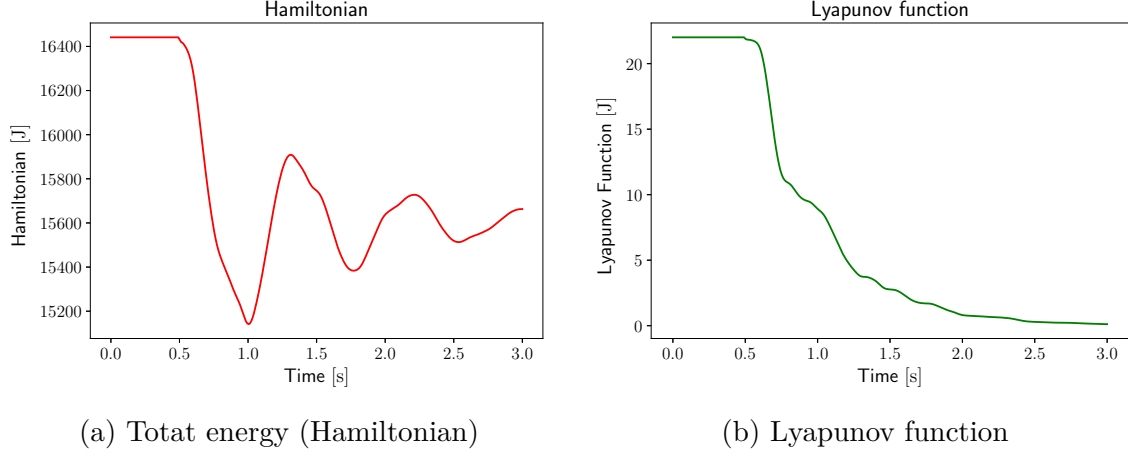 Hamiltonian
16400
16200
16000
15800
15600
15400
15200
Hamiltonian [J]
0.0 0.5 1.0 1.5 2.0 2.5 3.0
Time [s]
(a) Totat energy (Hamiltonian)
Lyapunov function
20
15
10
5
0
Lyapunov Function [J]
0.0 0.5 1.0 1.5 2.0 2.5 3.0
Time [s]
(b) Lyapunov function